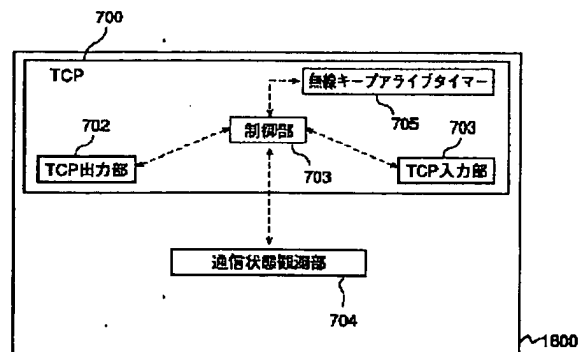 700
TCP
無線キープアライブタイマー
705
702
制御部
703
703
TCP出力部
TCP入力部
通信状態観測部
704
1800